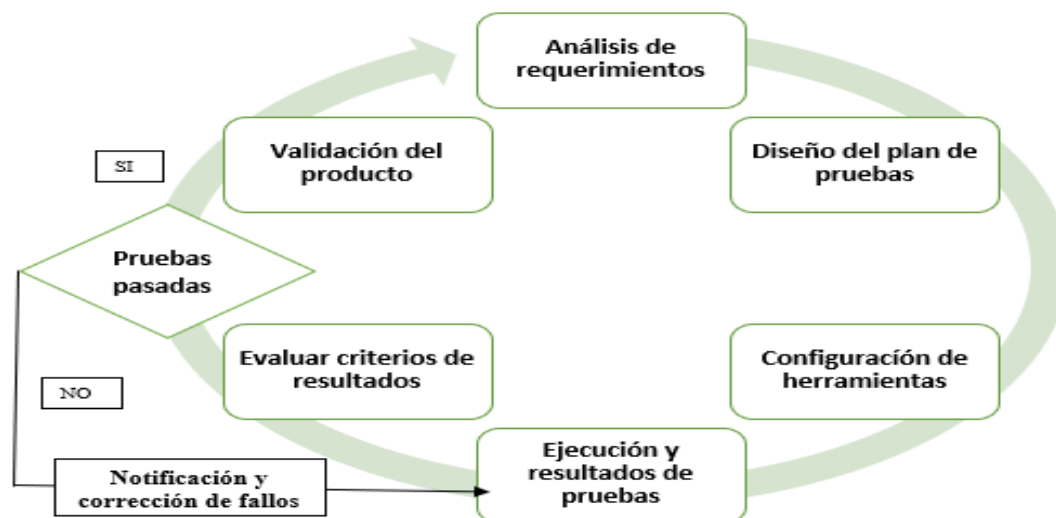 Análisis de
requerimientos
Diseño del plan de
pruebas
Configuracíón de
herramientas
Ejecución y
resultados de
pruebas
Evaluar criterios de
resultados
Pruebas
pasadas
SI
Validación del
producto
NO
Notificación y
corrección de fallos